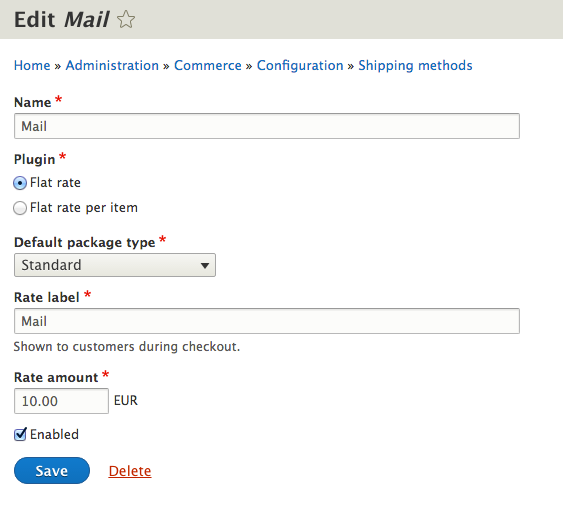 Edit Mail
Home » Administration » Commerce » Configuration » Shipping methods
Name *
Mail
Plugin *
Flat rate
Flat rate per item
Default package type *
Standard
Rate label *
Mail
Shown to customers during checkout.
Rate amount *
10.00 EUR
Enabled
Save Delete